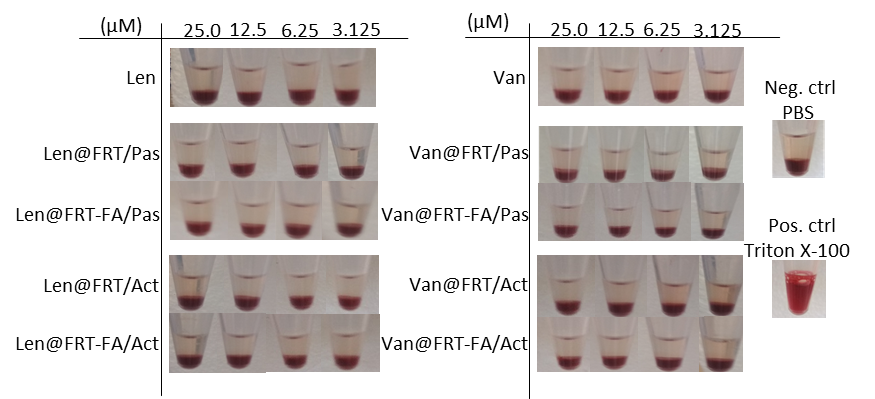 (µM) 25.0 12.5 6.25 3.125
Len
Len@FRT/Pas
Len@FRT-FA/Pas
Len@FRT/Act
Len@FRT-FA/Act
(µM) 25.0 12.5 6.25 3.125
Van
Van@FRT/Pas
Van@FRT-FA/Pas
Van@FRT/Act
Van@FRT-FA/Act
Neg. ctrl
PBS
Pos. ctrl
Triton X-100